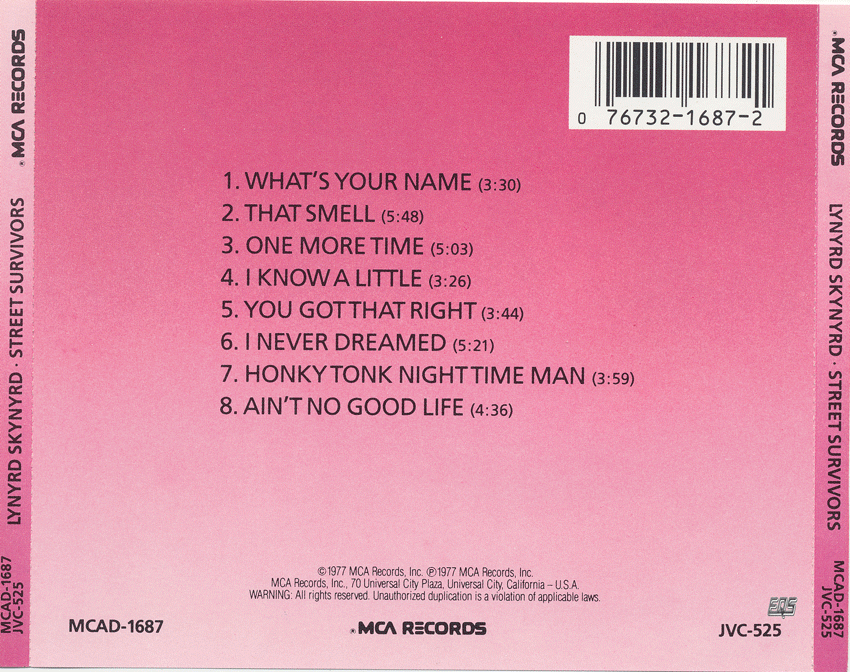 MCA RECORDS
LYNYRD SKYNYRD · STREET SURVIVORS
MCAD-1687
JVC-525
0 76732-1687-2
1. WHAT'S YOUR NAME (3:30)
2. THAT SMELL (5:48)
3. ONE MORE TIME (5:03)
4. I KNOW A LITTLE (3:26)
5. YOU GOT THAT RIGHT (3:44)
6. I NEVER DREAMED (5:21)
7. HONKY TONK NIGHT TIME MAN (3:59)
8. AIN'T NO GOOD LIFE (4:36)
©1977 MCA Records, Inc. ℗1977 MCA Records, Inc.
MCA Records, Inc., 70 Universal City Plaza, Universal City, California – U.S.A.
WARNING: All rights reserved. Unauthorized duplication is a violation of applicable laws.
MCAD-1687
MCA RECORDS
EQS
JVC-525
MCA RECORDS
LYNYRD SKYNYRD · STREET SURVIVORS
MCAD-1687
JVC-525